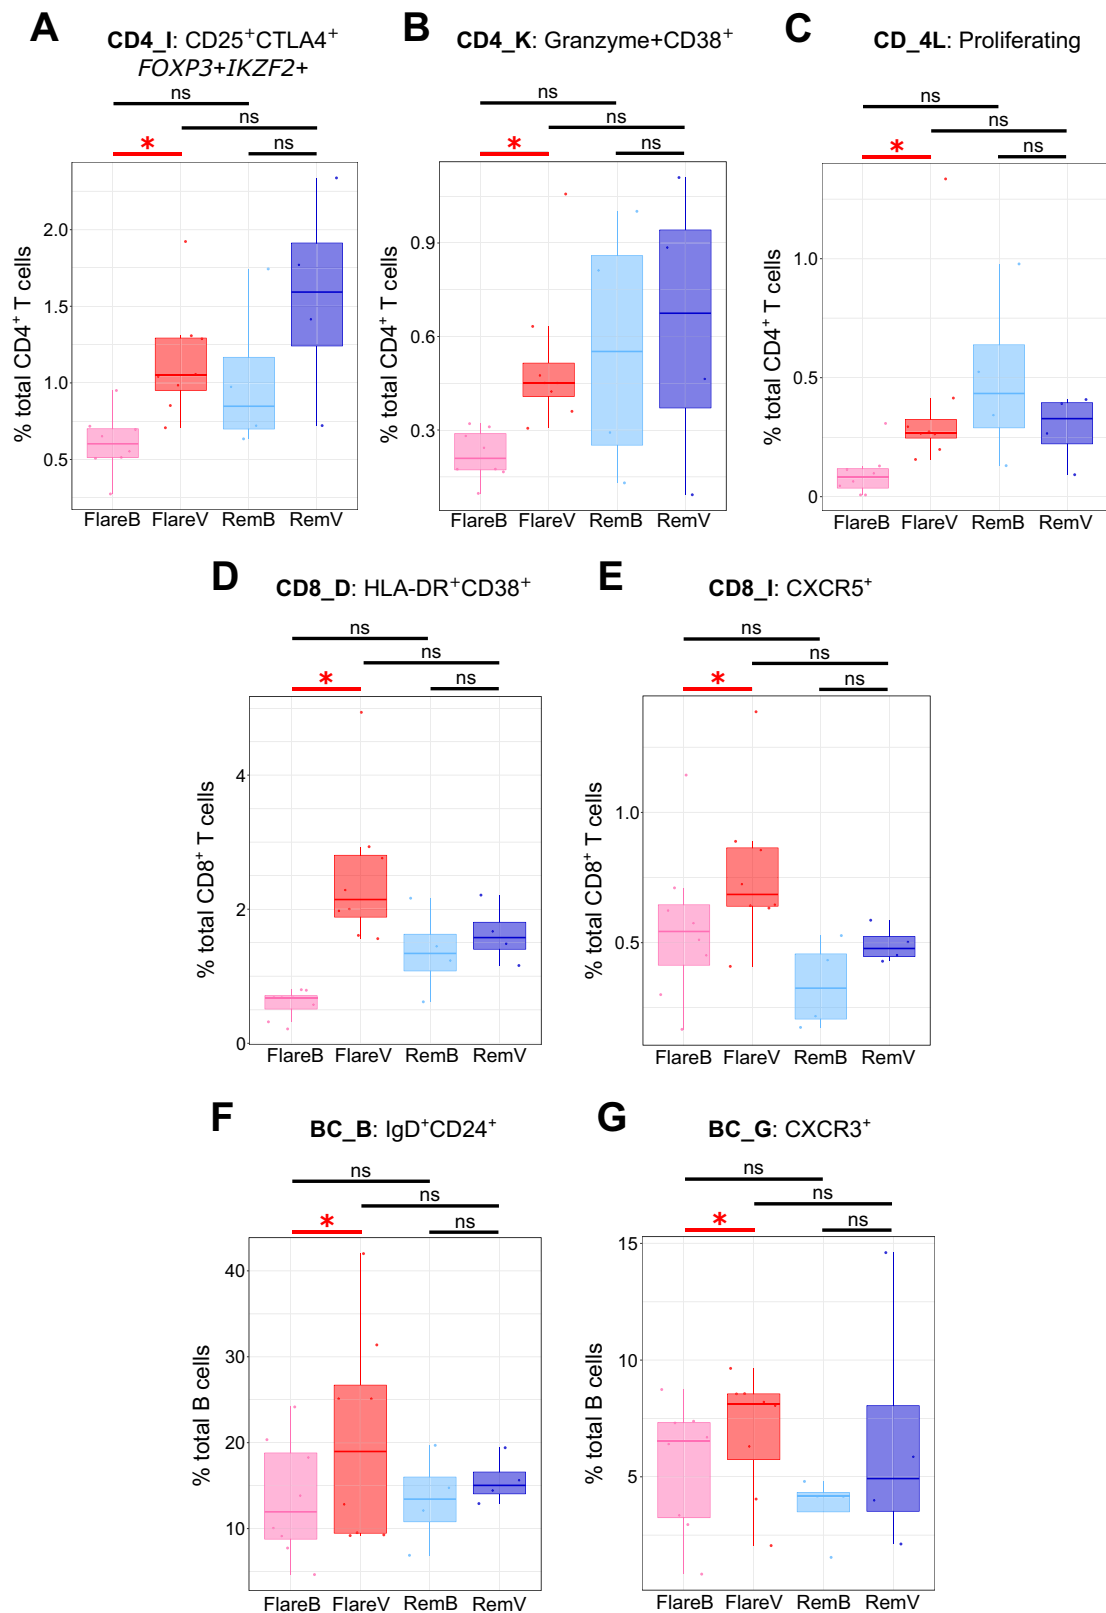 A
CD4_I: CD25⁺CTLA4⁺
FOXP3+IKZF2+
ns
ns
* ns
% total CD4⁺ T cells
2.0
1.5
1.0
0.5
FlareB FlareV RemB RemV
B
CD4_K: Granzyme+CD38⁺
ns
ns
* ns
% total CD4⁺ T cells
0.9
0.6
0.3
FlareB FlareV RemB RemV
C
CD_4L: Proliferating
ns
ns
* ns
% total CD4⁺ T cells
1.0
0.5
0
FlareB FlareV RemB RemV
D
CD8_D: HLA-DR⁺CD38⁺
ns
ns
* ns
% total CD8⁺ T cells
4
2
0
FlareB FlareV RemB RemV
E
CD8_I: CXCR5⁺
ns
ns
* ns
% total CD8⁺ T cells
1.0
0.5
FlareB FlareV RemB RemV
F
BC_B: IgD⁺CD24⁺
ns
ns
* ns
% total B cells
40
30
20
10
FlareB FlareV RemB RemV
G
BC_G: CXCR3⁺
ns
ns
* ns
% total B cells
15
10
5
FlareB FlareV RemB RemV